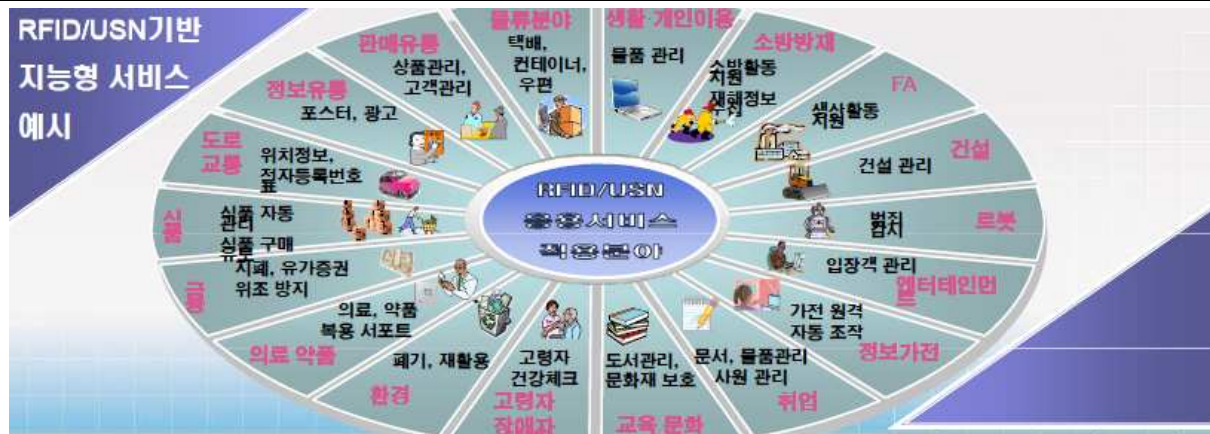 RFID/USN기반
지능형 서비스
예시
물류분야
택배,
컨테이너,
우편
생활·개인이용
물품 관리
소방방재
소방활동
지원
재해정보
FA
생산활동
지원
건설
건설 관리
로봇
범죄
감시
엔터테인먼
트
입장객 관리
정보가전
가전 원격
자동 조작
취업
문서, 물품관리
사원 관리
교육 문화
도서관리,
문화재 보호
고령자
장애자
고령자
건강체크
환경
폐기, 재활용
의료 약품
의료, 약품
복용 서포트
금융
지폐, 유가증권
위조 방지
식품
식품 자동
관리
식품 구매
도로
교통
위치정보,
전자등록번호
표
정보유통
포스터, 광고
판매유통
상품관리,
고객관리
RFID/USN
응용서비스
적용분야